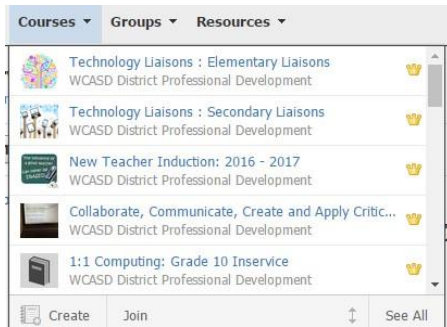 Courses Groups Resources
Technology Liaisons : Elementary Liaisons
WCASD District Professional Development
Technology Liaisons : Secondary Liaisons
WCASD District Professional Development
New Teacher Induction: 2016 - 2017
WCASD District Professional Development
Collaborate, Communicate, Create and Apply Critic...
WCASD District Professional Development
1:1 Computing: Grade 10 Inservice
WCASD District Professional Development
Create Join See All